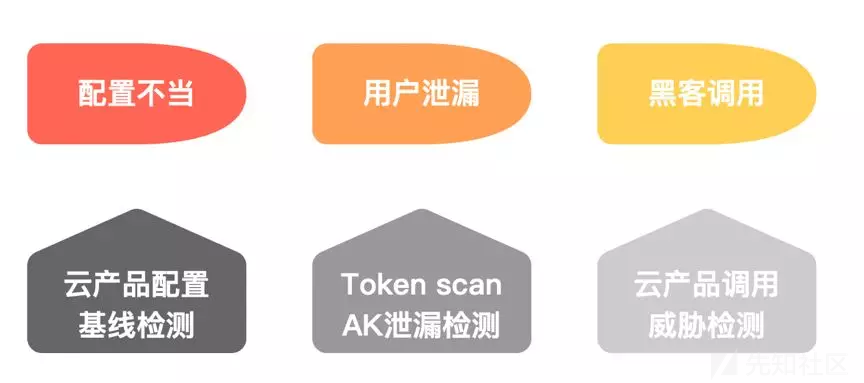 配置不当
用户泄漏
黑客调用
云产品配置
基线检测
Token scan
AK泄漏检测
云产品调用
威胁检测
先知社区